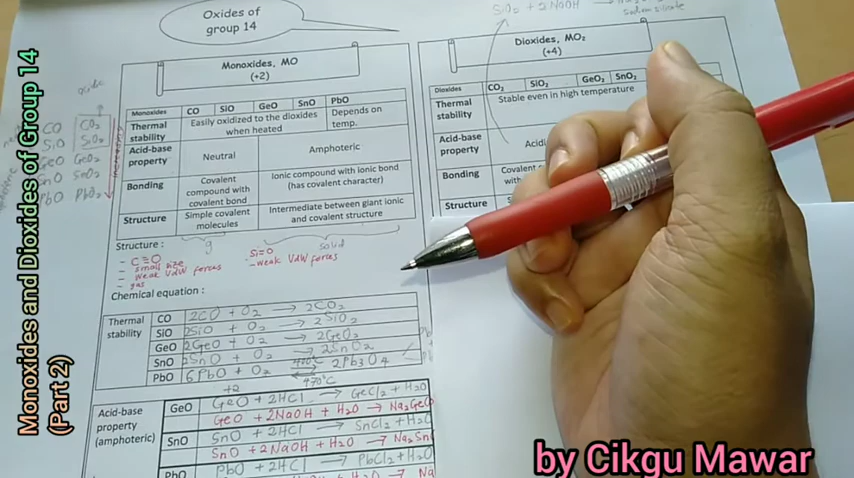 Monoxides and Dioxides of Group 14
(Part 2)
Oxides of
group 14
SiO2 + 2NaOH →
sodium silicate
Monoxides, MO
(+2)
Monoxides CO SiO GeO SnO PbO
Thermal stability Easily oxidized to the dioxides when heated Depends on temp.
Acid-base property Neutral Amphoteric
Bonding Covalent compound with covalent bond Ionic compound with ionic bond (has covalent character)
Structure Simple covalent molecules Intermediate between giant ionic and covalent structure
Dioxides, MO2
(+4)
Dioxides CO2 SiO2 GeO2 SnO2
Thermal stability Stable even in high temperature
Acid-base property
Bonding
Structure
CO CO2
SiO SiO2
GeO GeO2
SnO SnO2
PbO PbO2
Structure :
g solid
- C≡O
- small size
- weak VdW forces
- gas
Si=O
- weak VdW forces
Chemical equation :
Thermal stability
CO 2CO + O2 → 2CO2
SiO 2SiO + O2 → 2SiO2
GeO 2GeO + O2 → 2GeO2
SnO 2SnO + O2 → 2SnO2
PbO 6PbO + O2 400°C ⇌ 470°C 2Pb3O4
Acid-base property (amphoteric)
+2
GeO GeO + 2HCl → GeCl2 + H2O
GeO + 2NaOH + H2O → Na2GeO
SnO SnO + 2HCl → SnCl2 + H2O
SnO + 2NaOH + H2O → Na2Sn
PbO PbO + 2HCl → PbCl2 + H2O
H2O → Na
by Cikgu Mawar